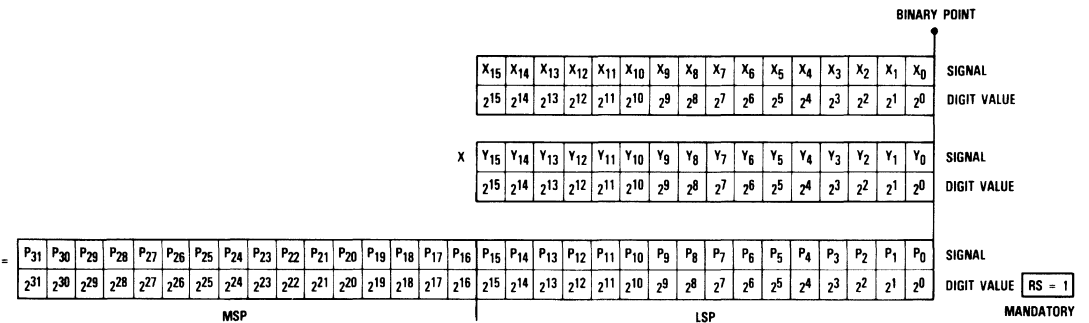 BINARY POINT
X15 X14 X13 X12 X11 X10 X9 X8 X7 X6 X5 X4 X3 X2 X1 X0 SIGNAL
2^15 2^14 2^13 2^12 2^11 2^10 2^9 2^8 2^7 2^6 2^5 2^4 2^3 2^2 2^1 2^0 DIGIT VALUE
X Y15 Y14 Y13 Y12 Y11 Y10 Y9 Y8 Y7 Y6 Y5 Y4 Y3 Y2 Y1 Y0 SIGNAL
2^15 2^14 2^13 2^12 2^11 2^10 2^9 2^8 2^7 2^6 2^5 2^4 2^3 2^2 2^1 2^0 DIGIT VALUE
= P31 P30 P29 P28 P27 P26 P25 P24 P23 P22 P21 P20 P19 P18 P17 P16 P15 P14 P13 P12 P11 P10 P9 P8 P7 P6 P5 P4 P3 P2 P1 P0 SIGNAL
2^31 2^30 2^29 2^28 2^27 2^26 2^25 2^24 2^23 2^22 2^21 2^20 2^19 2^18 2^17 2^16 2^15 2^14 2^13 2^12 2^11 2^10 2^9 2^8 2^7 2^6 2^5 2^4 2^3 2^2 2^1 2^0 DIGIT VALUE RS = 1
MSP LSP MANDATORY